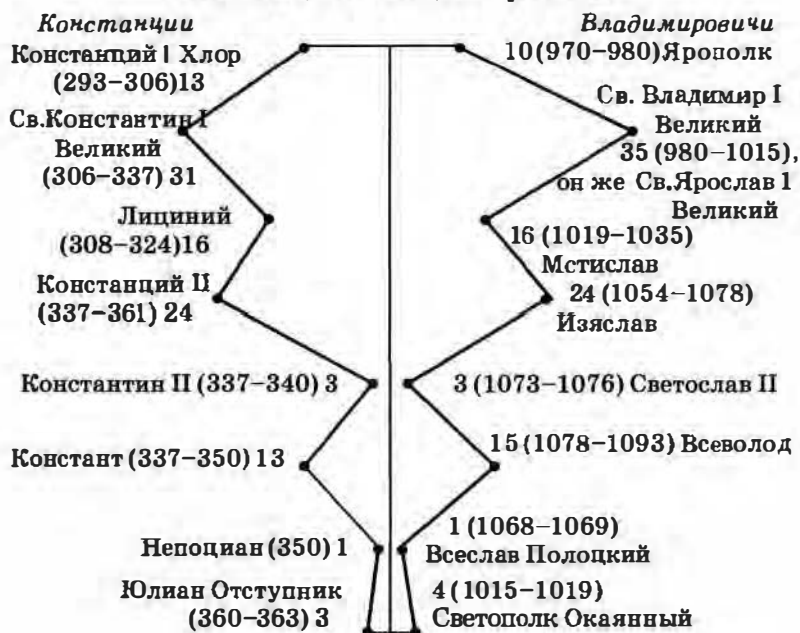 Констанции
Констанций I Хлор
(293–306)13
Св.Константин I
Великий
(306–337) 31
Лициний
(308–324)16
Констанций II
(337–361) 24
Константин II (337–340) 3
Констант (337–350) 13
Непоциан (350) 1
Юлиан Отступник
(360–363) 3
Владимировичи
10(970–980)Ярополк
Св. Владимир I
Великий
35 (980–1015),
он же Св.Ярослав 1
Великий
16 (1019–1035)
Мстислав
24 (1054–1078)
Изяслав
3 (1073–1076) Светослав II
15 (1078–1093) Всеволод
1 (1068–1069)
Всеслав Полоцкий
4 (1015–1019)
Светополк Окаянный